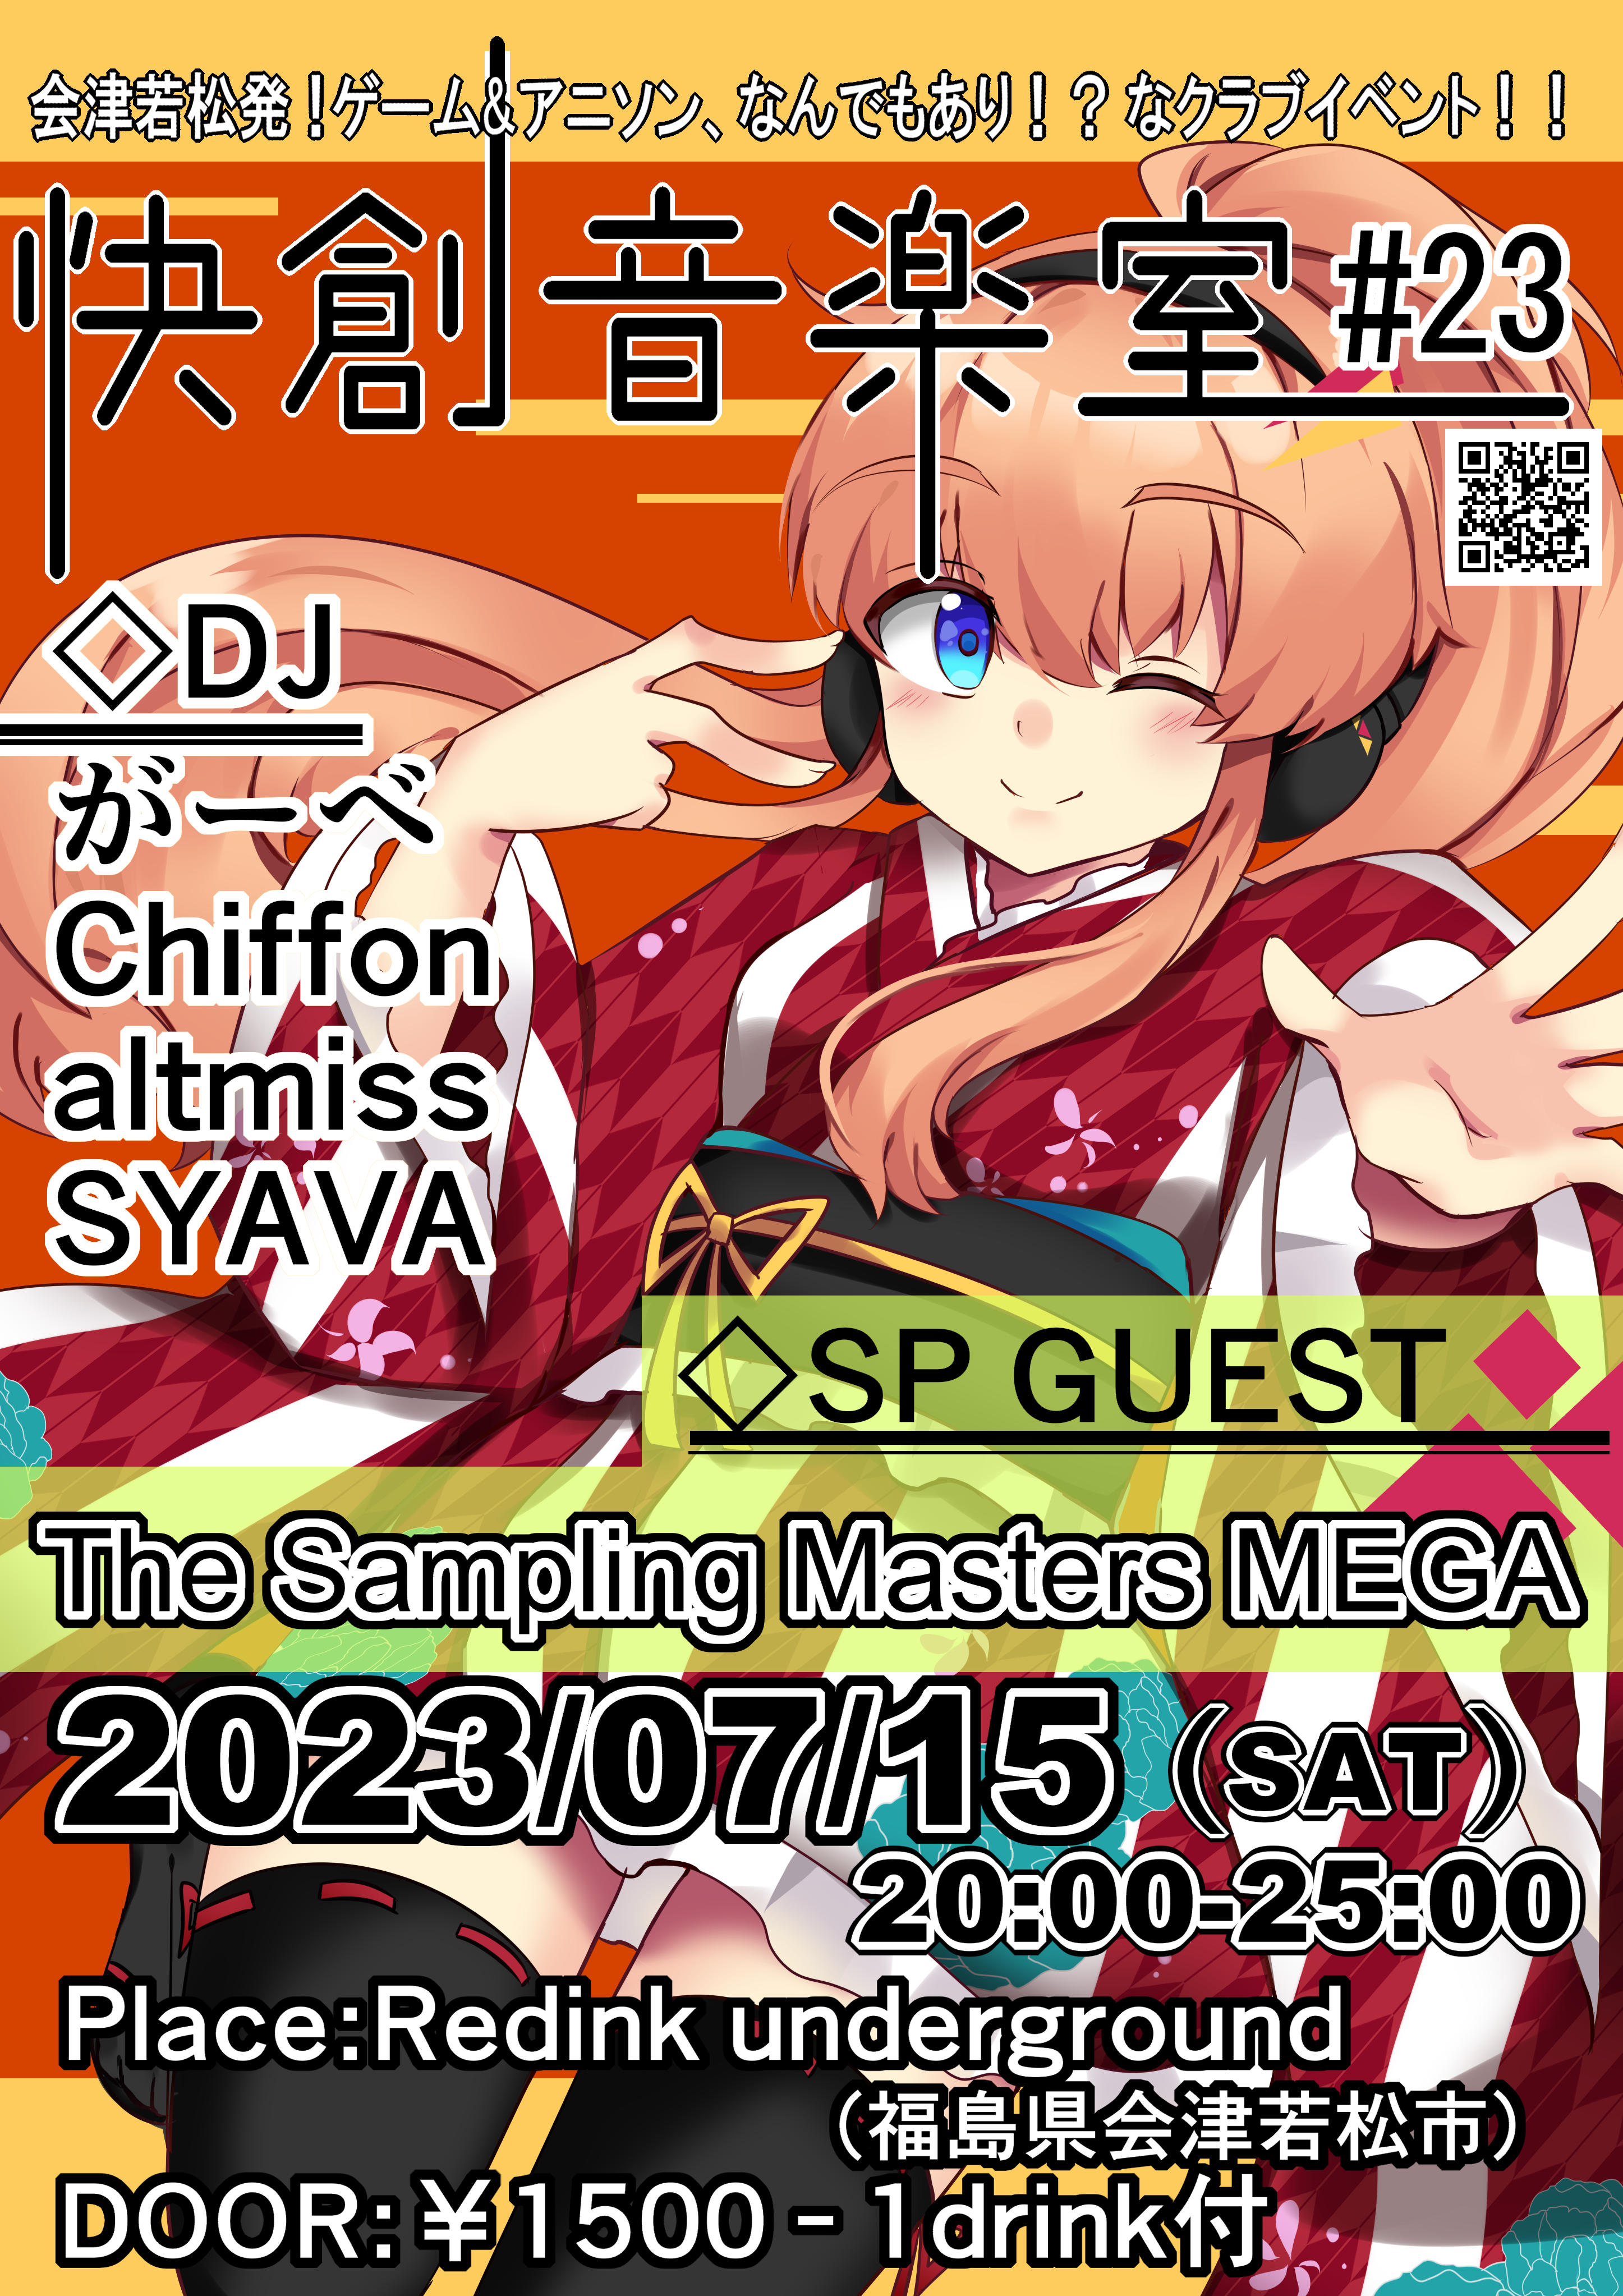 会津若松発！ゲーム&アニソン、なんでもあり！？なクラブイベント！！
快創音楽室 #23
◇DJ
がーべ
Chiffon
altmiss
SYAVA
◇SP GUEST
The Sampling Masters MEGA
2023/07/15（SAT）
20:00-25:00
Place:Redink underground
（福島県会津若松市）
DOOR:￥1500 - 1drink付